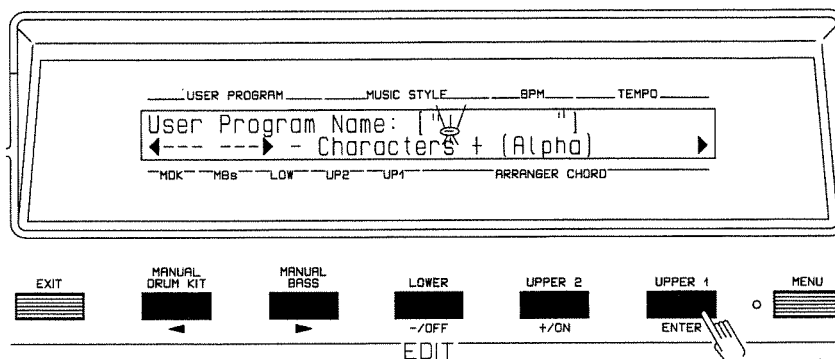 USER PROGRAM MUSIC STYLE BPM TEMPO
User Program Name: [" "]
◀--- ---▶ - Characters + (Alpha) ▶
MDK MBs LOW UP2 UP1 ARRANGER CHORD
EXIT MANUAL DRUM KIT MANUAL BASS LOWER UPPER 2 UPPER 1 MENU
◀ ▶ -/OFF +/ON ENTER
EDIT